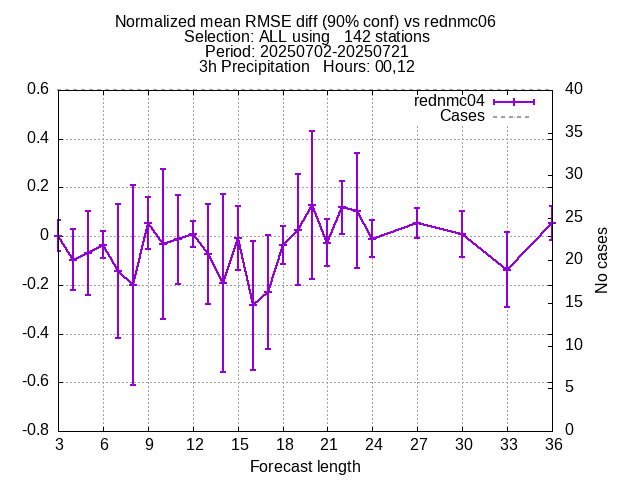 Normalized mean RMSE diff (90% conf) vs rednmc06
Selection: ALL using   142 stations
Period: 20250702-20250721
3h Precipitation   Hours: 00,12
rednmc04
Cases
0.6
0.4
0.2
0
-0.2
-0.4
-0.6
-0.8
40
35
30
25
20
15
10
5
0
No cases
3 6 9 12 15 18 21 24 27 30 33 36
Forecast length